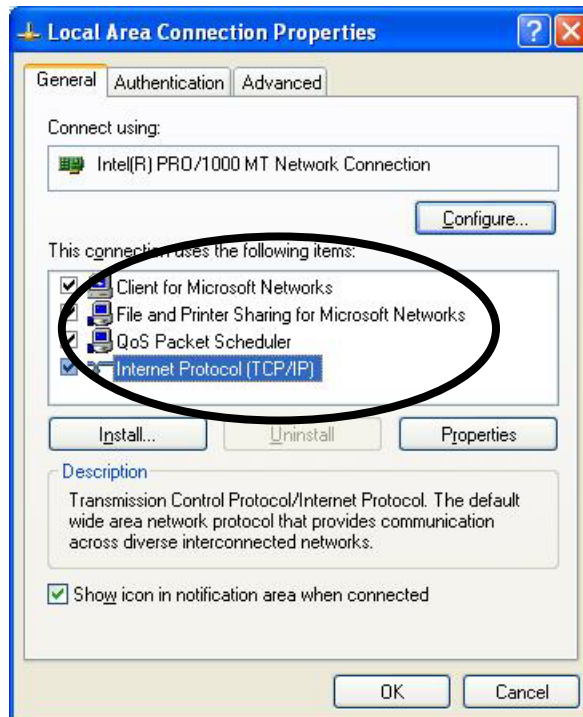 Local Area Connection Properties
General Authentication Advanced
Connect using:
Intel(R) PRO/1000 MT Network Connection
Configure...
This connection uses the following items:
Client for Microsoft Networks
File and Printer Sharing for Microsoft Networks
QoS Packet Scheduler
Internet Protocol (TCP/IP)
Install... Uninstall Properties
Description
Transmission Control Protocol/Internet Protocol. The default
wide area network protocol that provides communication
across diverse interconnected networks.
Show icon in notification area when connected
OK Cancel